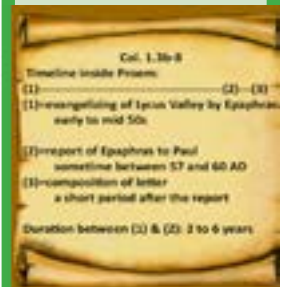 Col. 1.3b-8
Timeline inside Proem:
(1)--------------------------------------(2)---(3)
(1)=evangelizing of Lycus Valley by Epaphras
early to mid 50s
(2)=report of Epaphras to Paul
sometime between 57 and 60 AD
(3)=composition of letter
a short period after the report
Duration between (1) & (2): 2 to 6 years